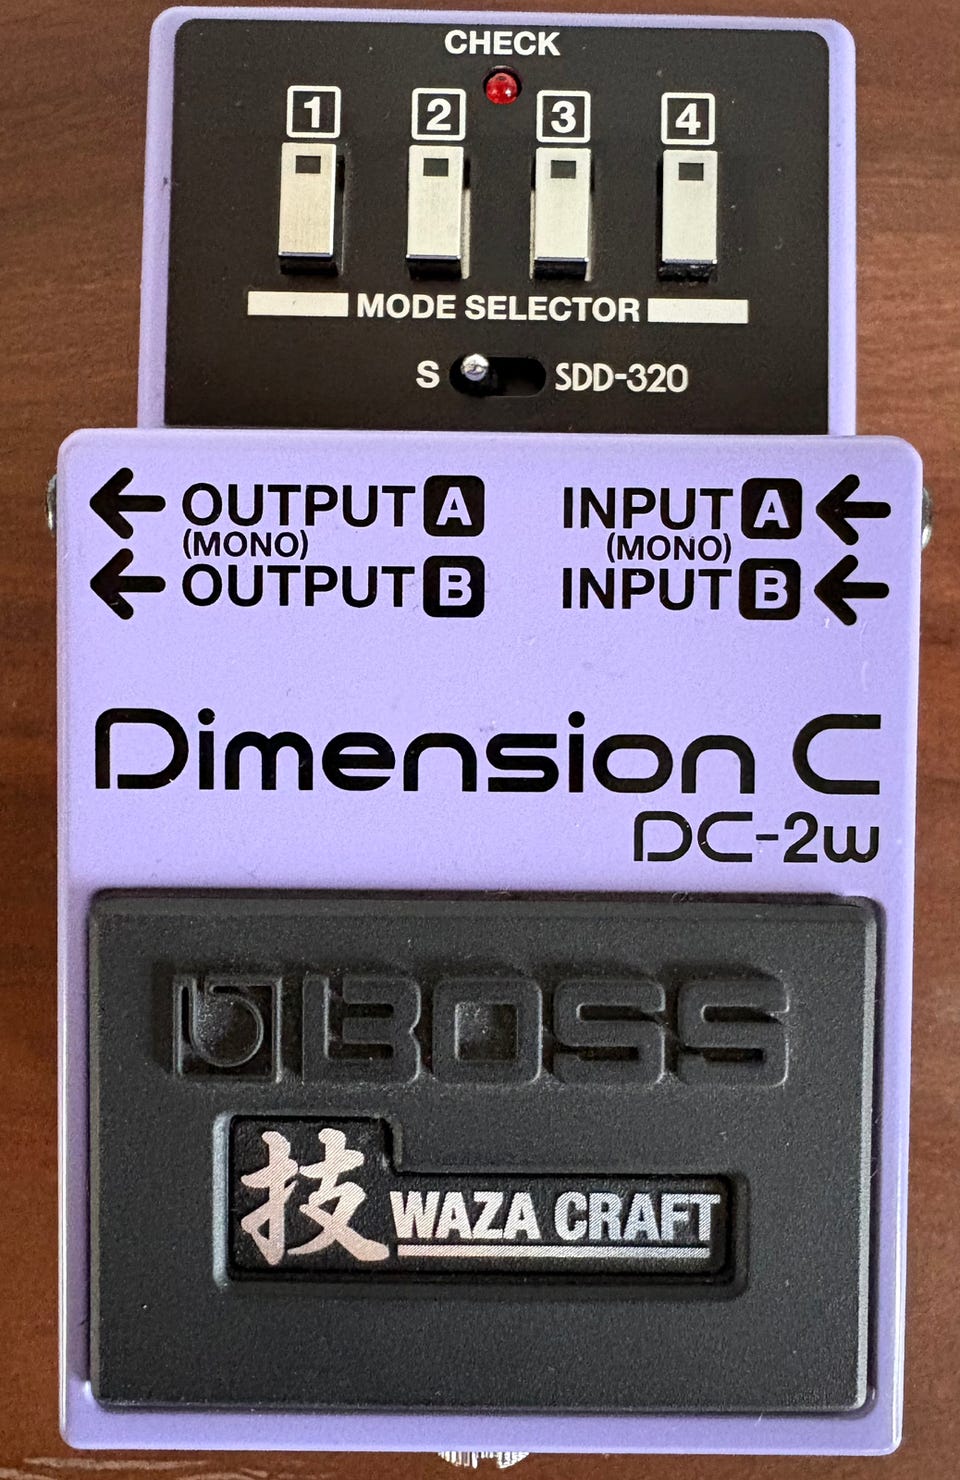 CHECK
1 2 3 4
MODE SELECTOR
S SDD-320
OUTPUT A INPUT A
(MONO) (MONO)
OUTPUT B INPUT B
Dimension C
DC-2w
BOSS
技 WAZA CRAFT